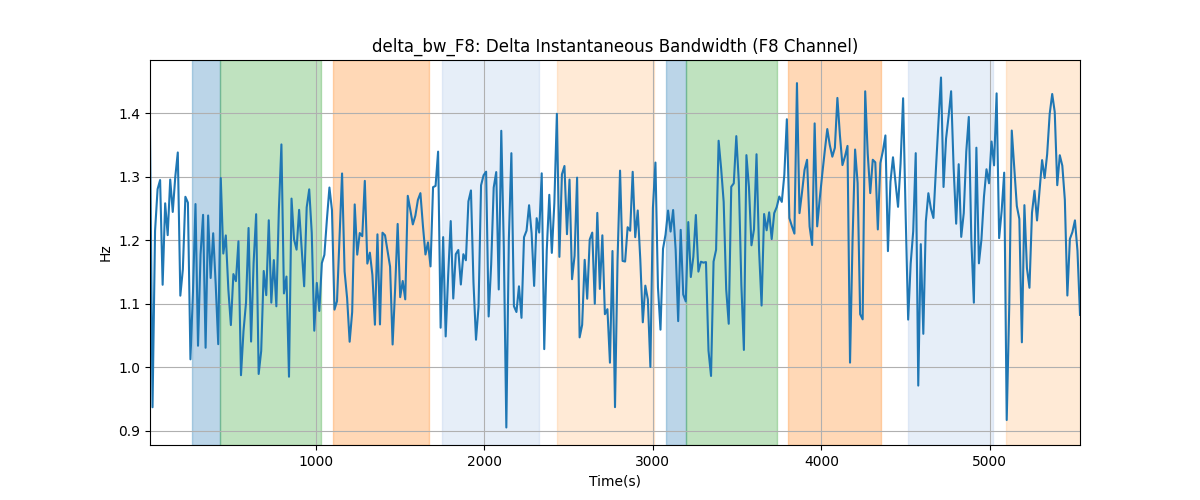 delta_bw_F8: Delta Instantaneous Bandwidth (F8 Channel)
Hz
1.4
1.3
1.2
1.1
1.0
0.9
1000 2000 3000 4000 5000
Time(s)